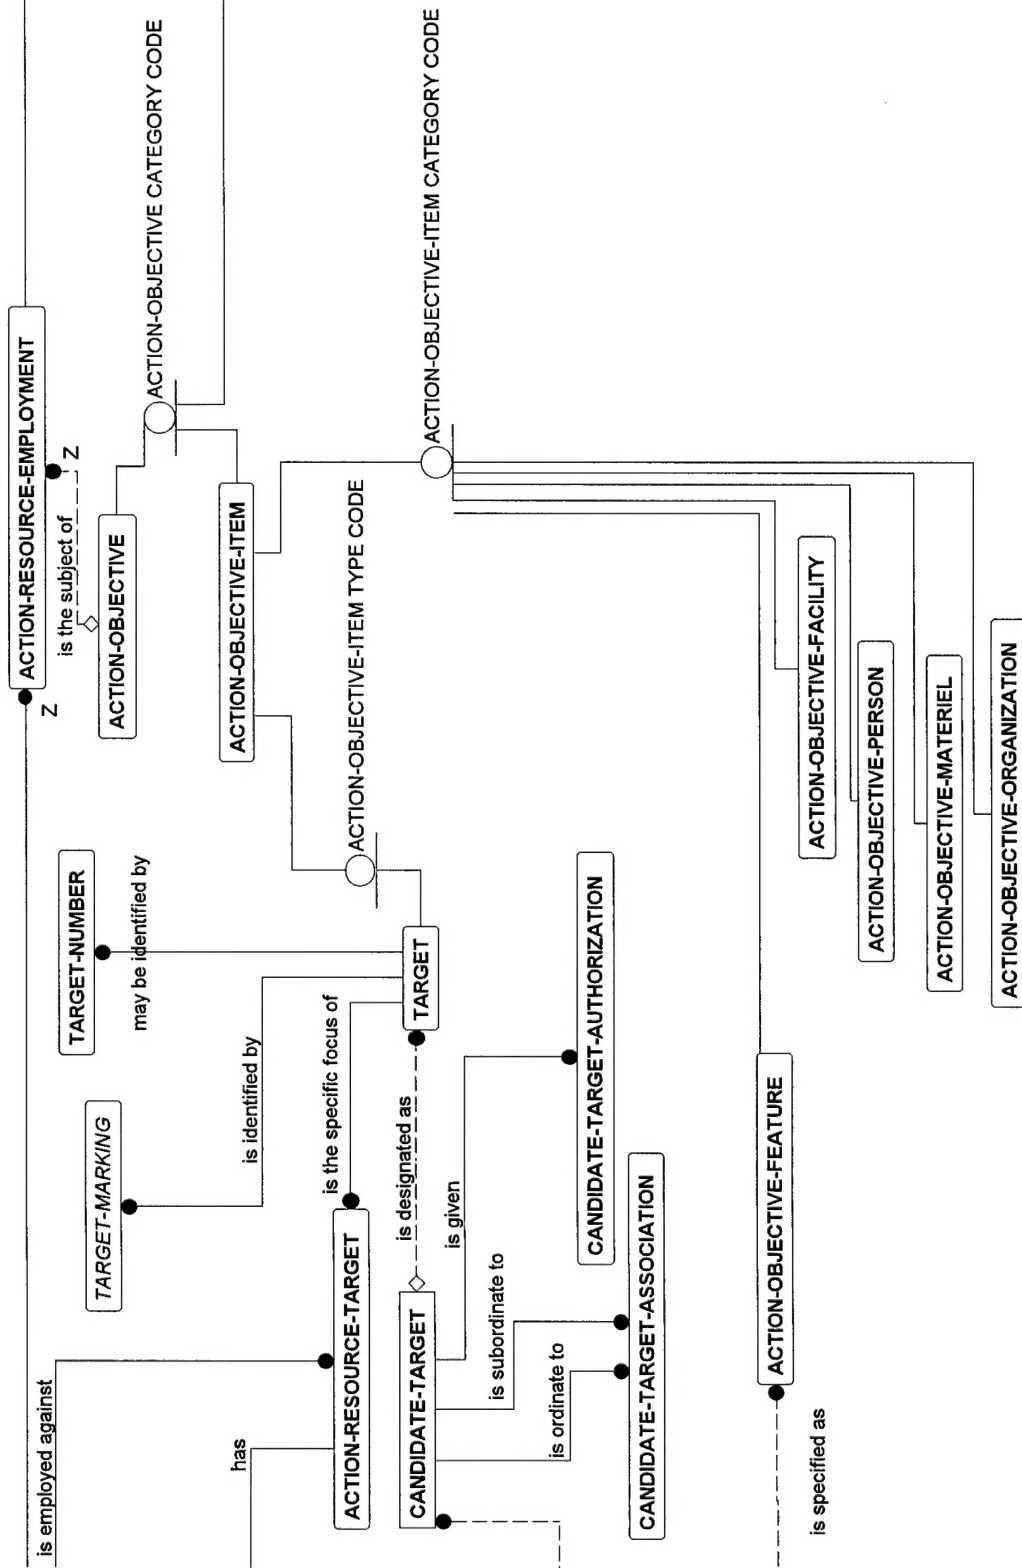 ACTION-RESOURCE-EMPLOYMENT
Z
Z
is the subject of
ACTION-OBJECTIVE
ACTION-OBJECTIVE CATEGORY CODE
ACTION-OBJECTIVE-ITEM
ACTION-OBJECTIVE-ITEM CATEGORY CODE
ACTION-OBJECTIVE-ITEM TYPE CODE
TARGET-NUMBER
may be identified by
TARGET-MARKING
is identified by
TARGET
is the specific focus of
is employed against
has
ACTION-RESOURCE-TARGET
is designated as
CANDIDATE-TARGET
is given
is subordinate to
is ordinate to
CANDIDATE-TARGET-AUTHORIZATION
CANDIDATE-TARGET-ASSOCIATION
ACTION-OBJECTIVE-FEATURE
is specified as
ACTION-OBJECTIVE-FACILITY
ACTION-OBJECTIVE-PERSON
ACTION-OBJECTIVE-MATERIEL
ACTION-OBJECTIVE-ORGANIZATION